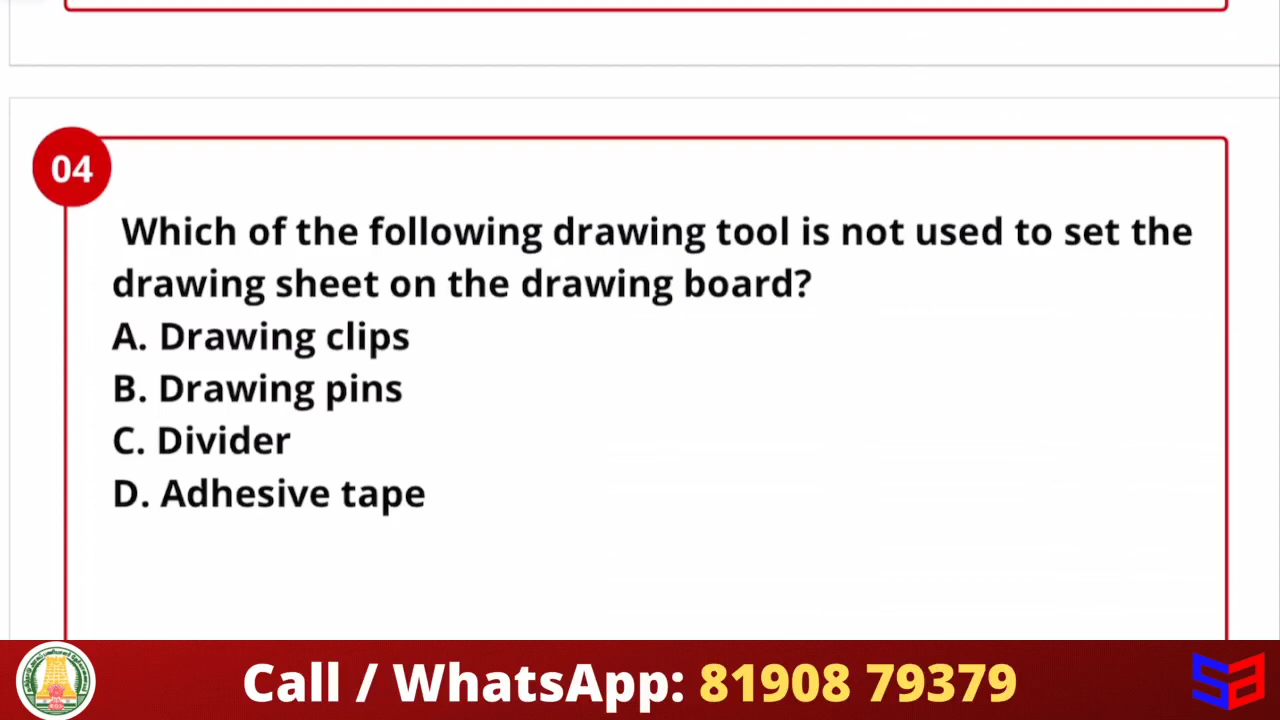 04
Which of the following drawing tool is not used to set the
drawing sheet on the drawing board?
A. Drawing clips
B. Drawing pins
C. Divider
D. Adhesive tape
Call / WhatsApp: 81908 79379